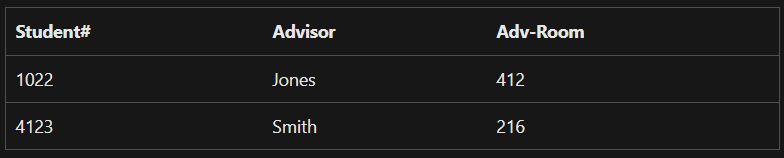 Student# Advisor Adv-Room
1022 Jones 412
4123 Smith 216